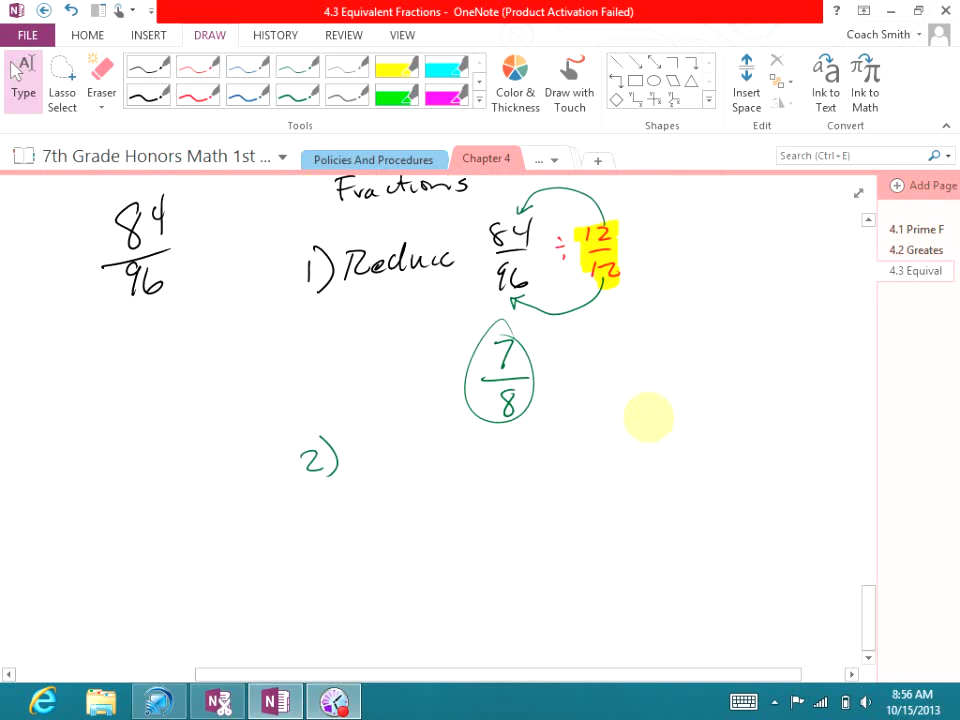 4.3 Equivalent Fractions - OneNote (Product Activation Failed)
FILE HOME INSERT DRAW HISTORY REVIEW VIEW Coach Smith
Type
Lasso Select
Eraser
Color & Thickness
Draw with Touch
Insert Space
Ink to Text
Ink to Math
Tools Shapes Edit Convert
7th Grade Honors Math 1st ...
Policies And Procedures
Chapter 4
...
Search (Ctrl+E)
Add Page
4.1 Prime F
4.2 Greates
4.3 Equival
Fractions
84
96
1) Reduce
84
96
÷
12
12
7
8
2)
8:56 AM
10/15/2013